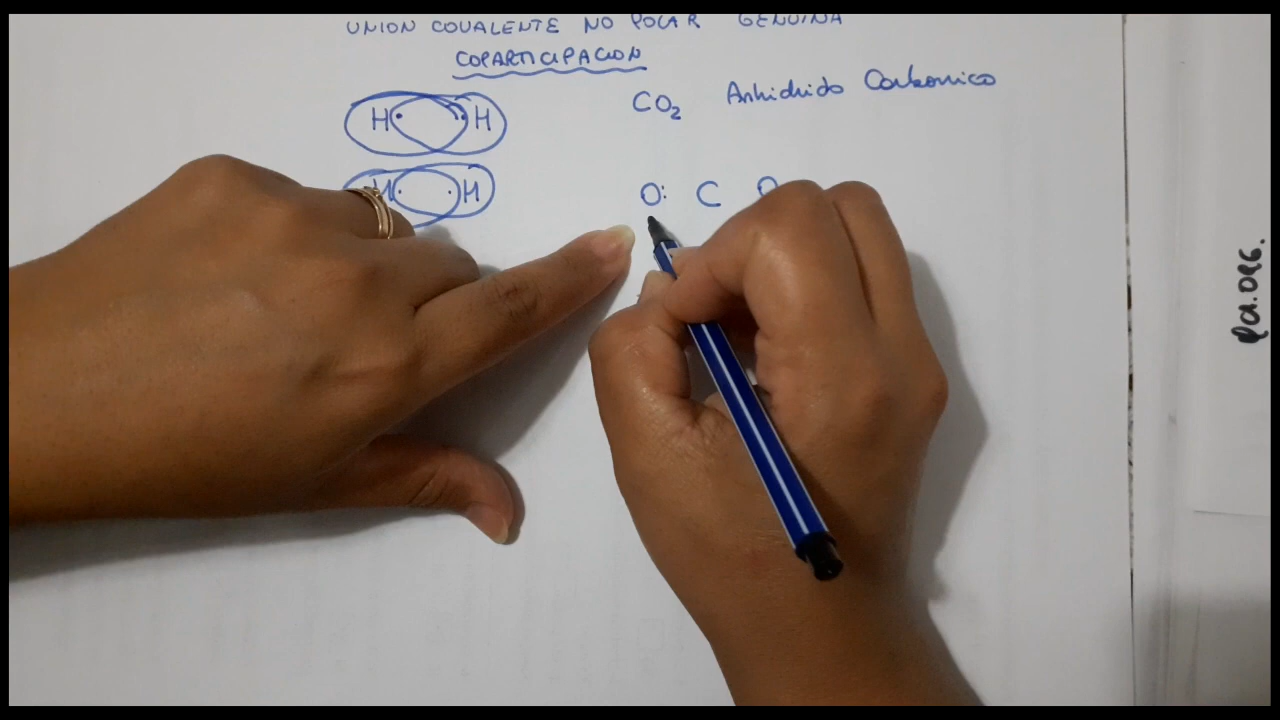 UNION COVALENTE NO POLAR GENUINA
COPARTICIPACION
H H
CO₂ Anhidrido Carbonico
H H
O: C O